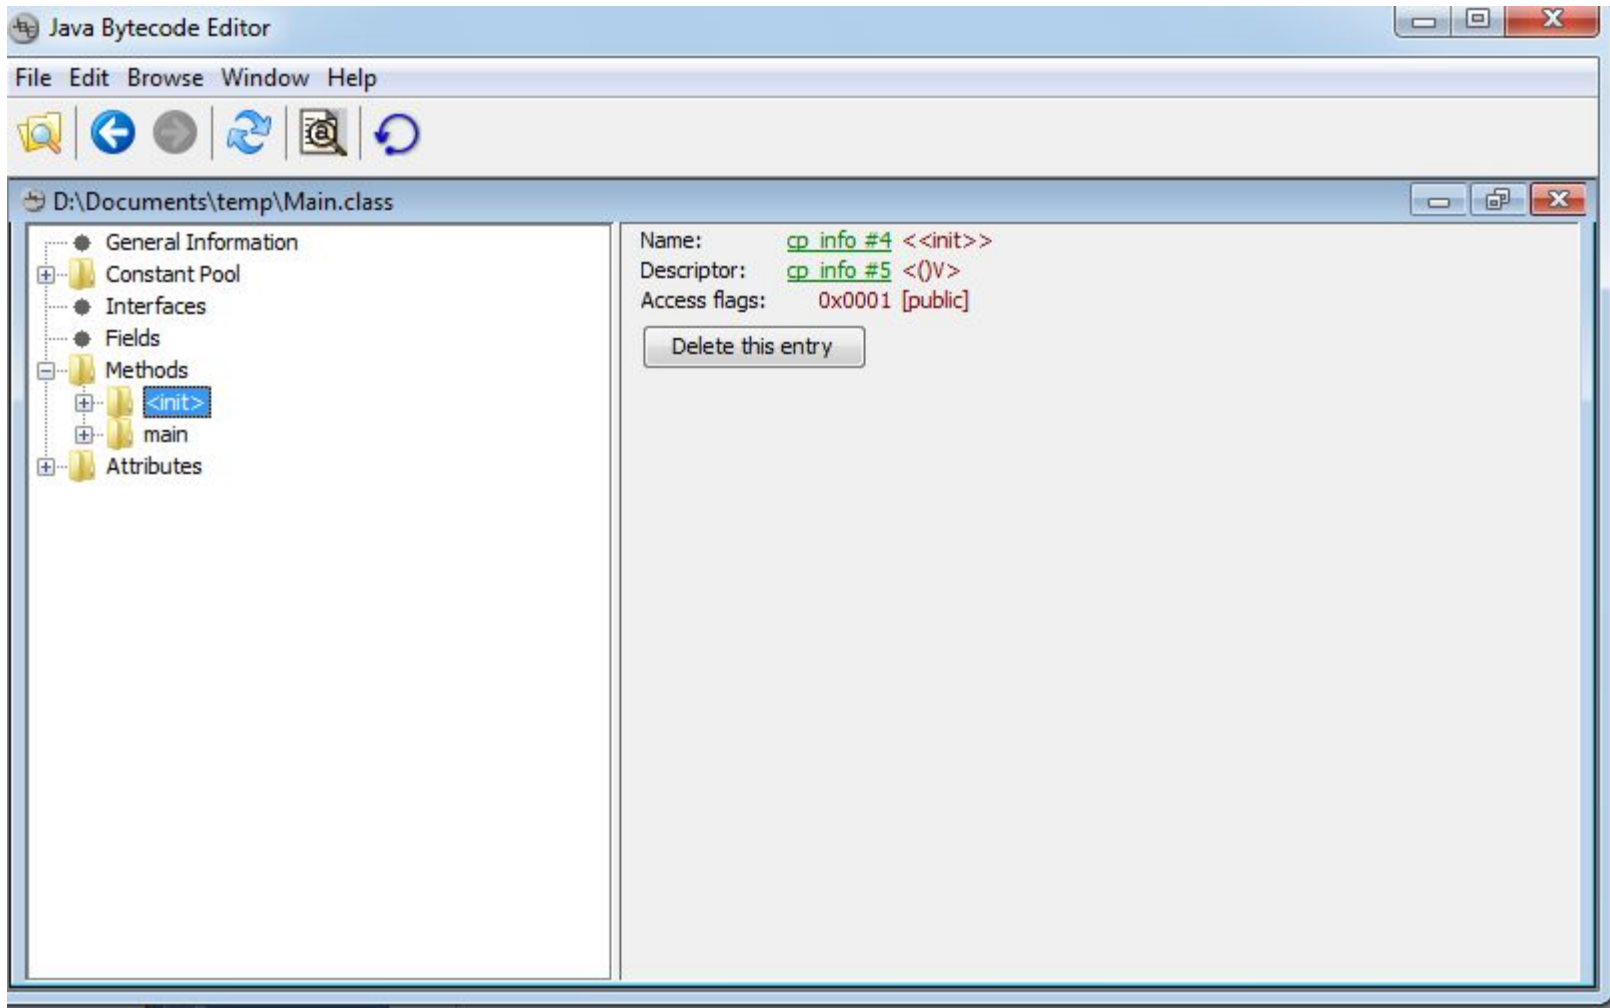 Java Bytecode Editor
File Edit Browse Window Help
D:\Documents\temp\Main.class
General Information
Constant Pool
Interfaces
Fields
Methods
<init>
main
Attributes
Name: cp info #4 <<init>>
Descriptor: cp info #5 <()V>
Access flags: 0x0001 [public]
Delete this entry